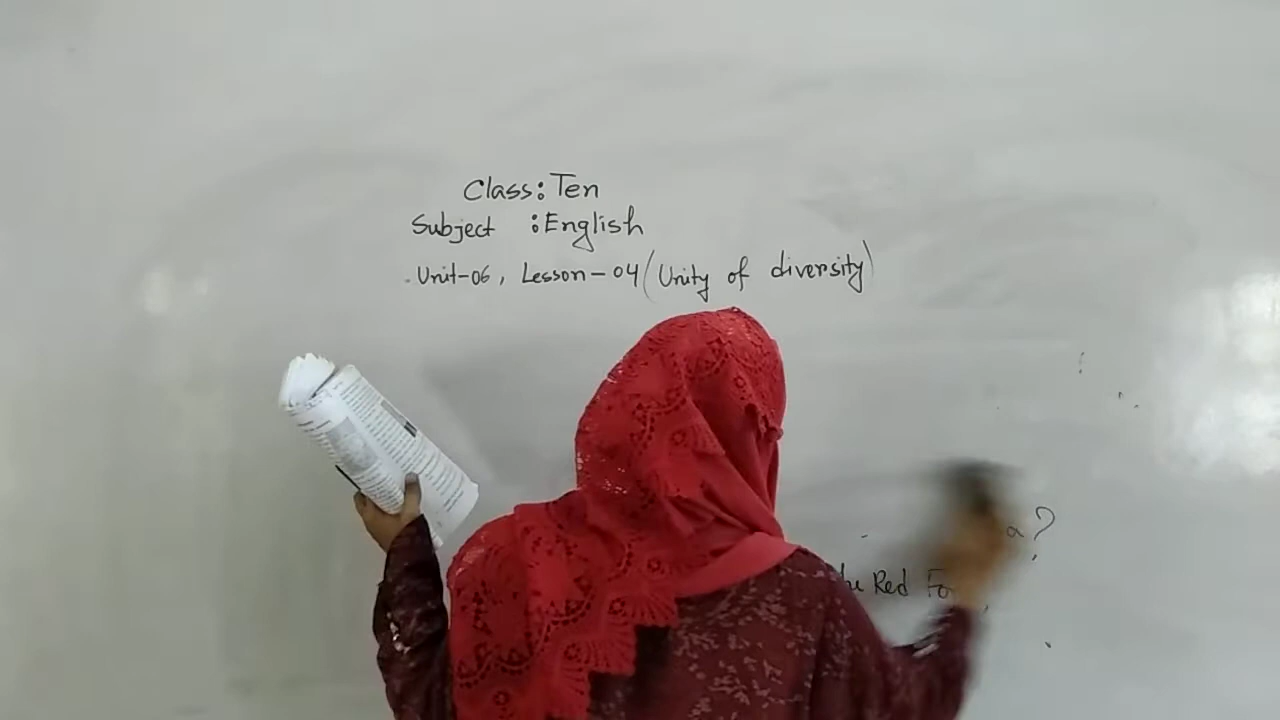 Class: Ten
Subject : English
Unit-06, Lesson-04 (Unity of diversity)
a?
Red